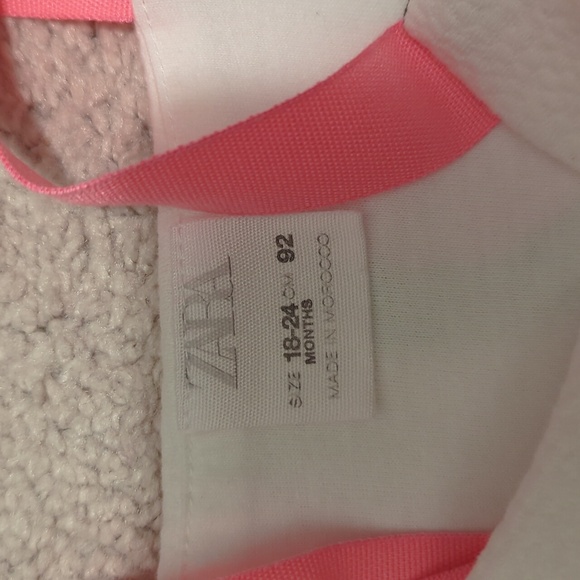 ZARA
SIZE 18-24 CM 92
MONTHS
MADE IN MOROCCO